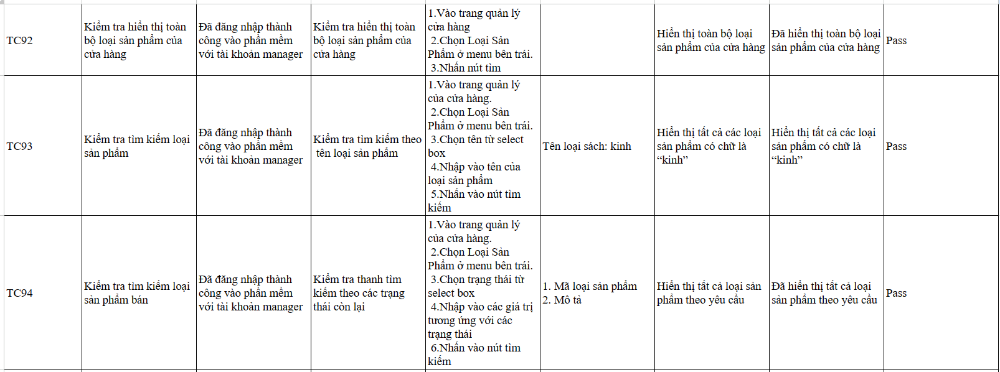 TC92
Kiểm tra hiển thị toàn
bộ loại sản phẩm của
cửa hàng
Đã đăng nhập thành
công vào phần mềm
với tài khoản manager
Kiểm tra hiển thị toàn
bộ loại sản phẩm của
cửa hàng
1.Vào trang quản lý
cửa hàng
2.Chọn Loại Sản
Phẩm ở menu bên trái.
3.Nhấn nút tìm
Hiển thị toàn bộ loại
sản phẩm của cửa hàng
Đã hiển thị toàn bộ loại
sản phẩm của cửa hàng
Pass
TC93
Kiểm tra tìm kiếm loại
sản phẩm
Đã đăng nhập thành
công vào phần mềm
với tài khoản manager
Kiểm tra tìm kiếm theo
tên loại sản phẩm
1.Vào trang quản lý
của cửa hàng.
2.Chọn Loại Sản
Phẩm ở menu bên trái.
3.Chọn tên từ select
box
4.Nhập vào tên của
loại sản phẩm
5.Nhấn vào nút tìm
kiếm
Tên loại sách: kinh
Hiển thị tất cả các loại
sản phẩm có chữ là
“kinh”
Hiển thị tất cả các loại
sản phẩm có chữ là
“kinh”
Pass
TC94
Kiểm tra tìm kiếm loại
sản phẩm bán
Đã đăng nhập thành
công vào phần mềm
với tài khoản manager
Kiểm tra thanh tìm
kiếm theo các trạng
thái còn lại
1.Vào trang quản lý
của cửa hàng.
2.Chọn Loại Sản
Phẩm ở menu bên trái.
3.Chọn trạng thái từ
select box
4.Nhập vào các giá trị
tương ứng với các
trạng thái
6.Nhấn vào nút tìm
kiếm
1. Mã loại sản phẩm
2. Mô tả
Hiển thị tất cả loại sản
phẩm theo yêu cầu
Đã hiển thị tất cả loại
sản phẩm theo yêu cầu
Pass